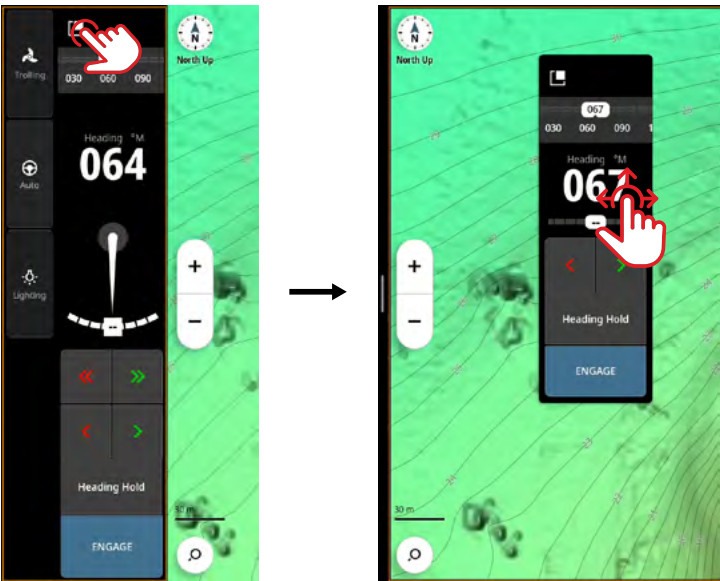 Trolling
Auto
Lighting
030 060 090
Heading °M
064
--
Heading Hold
ENGAGE
N
North Up
+
−
30 m
N
North Up
+
−
30 m
067
030 060 090 1
Heading °M
067
--
Heading Hold
ENGAGE